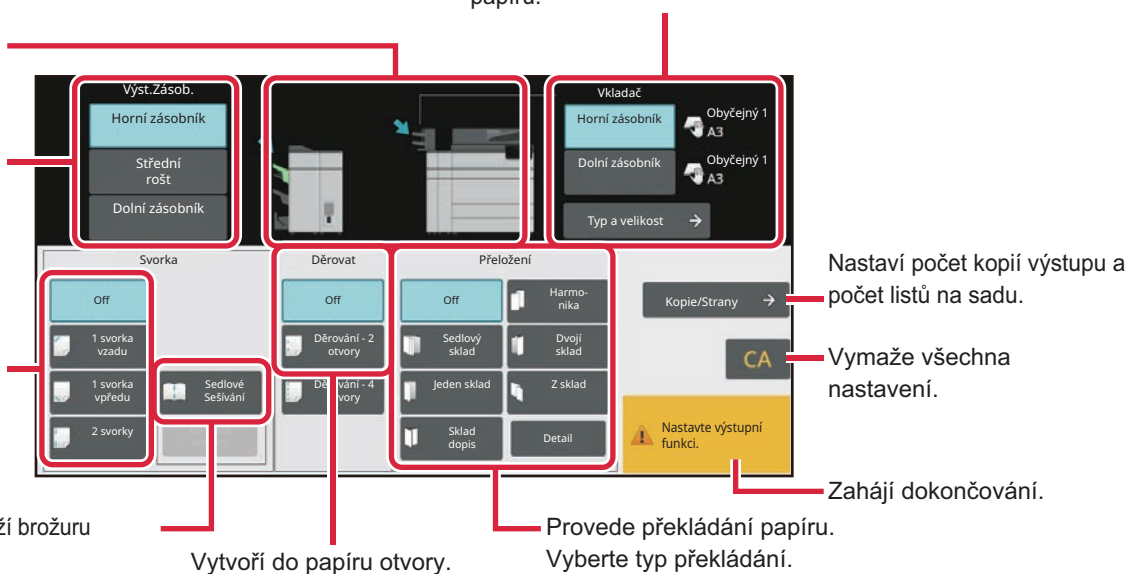 papíru.
Výst.Zásob.
Horní zásobník
Střední
rošt
Dolní zásobník
Vkladač
Horní zásobník
Obyčejný 1
A3
Dolní zásobník
Obyčejný 1
A3
Typ a velikost
Svorka
Off
1 svorka
vzadu
1 svorka
vpředu
2 svorky
Sedlové
Sešívání
Děrovat
Off
Děrování - 2
otvory
Přeložení
Off
Harmo-
nika
Sedlový
sklad
Dvojí
sklad
Jeden sklad
Z sklad
Sklad
dopis
Detail
Kopie/Strany
CA
Nastavte výstupní
funkci.
Nastaví počet kopií výstupu a
počet listů na sadu.
Vymaže všechna
nastavení.
Zahájí dokončování.
Provede překládání papíru.
Vyberte typ překládání.
Vytvoří do papíru otvory.
ží brožuru